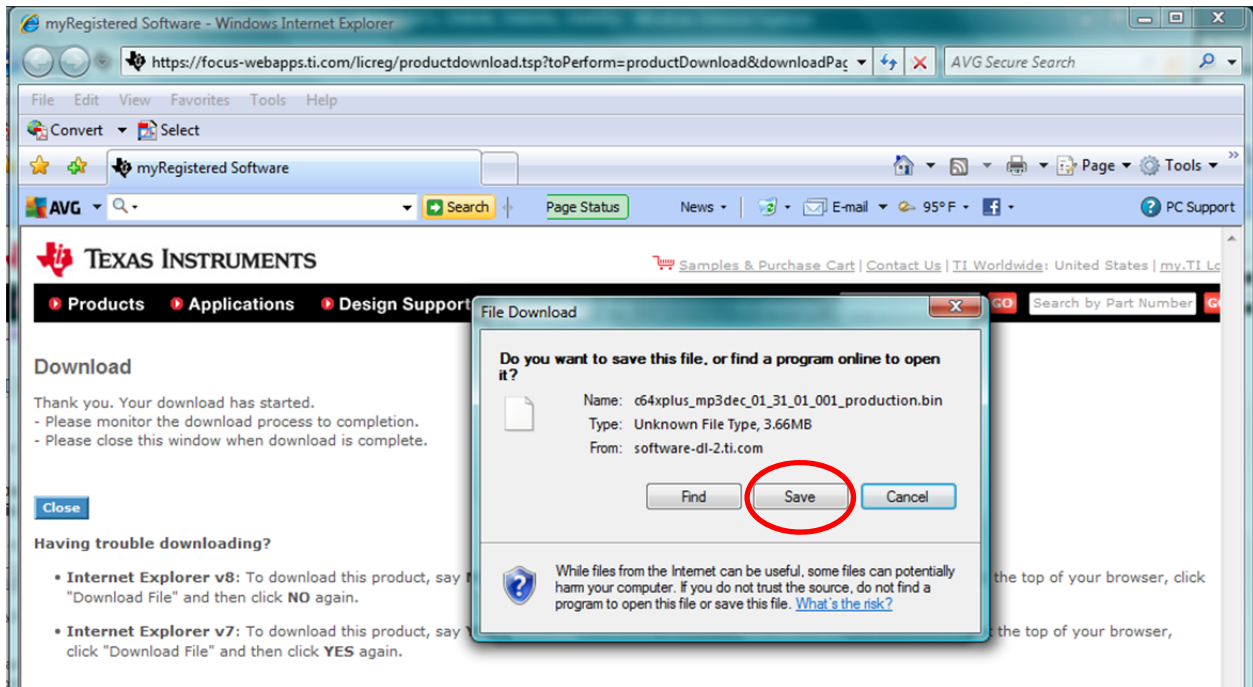 myRegistered Software - Windows Internet Explorer
https://focus-webapps.ti.com/licreg/productdownload.tsp?toPerform=productDownload&downloadPag
AVG Secure Search
File Edit View Favorites Tools Help
Convert Select
myRegistered Software
Page Tools
AVG Search Page Status News E-mail 95°F PC Support
TEXAS INSTRUMENTS
Samples & Purchase Cart | Contact Us | TI Worldwide: United States | my.TI Lo
Products Applications Design Support
GO Search by Part Number
File Download
Do you want to save this file, or find a program online to open
it?
Name: c64xplus_mp3dec_01_31_01_001_production.bin
Type: Unknown File Type, 3.66MB
From: software-dl-2.ti.com
Find Save Cancel
While files from the Internet can be useful, some files can potentially
harm your computer. If you do not trust the source, do not find a
program to open this file or save this file. What's the risk?
Download
Thank you. Your download has started.
- Please monitor the download process to completion.
- Please close this window when download is complete.
Close
Having trouble downloading?
• Internet Explorer v8: To download this product, say the top of your browser, click
"Download File" and then click NO again.
• Internet Explorer v7: To download this product, say the top of your browser,
click "Download File" and then click YES again.